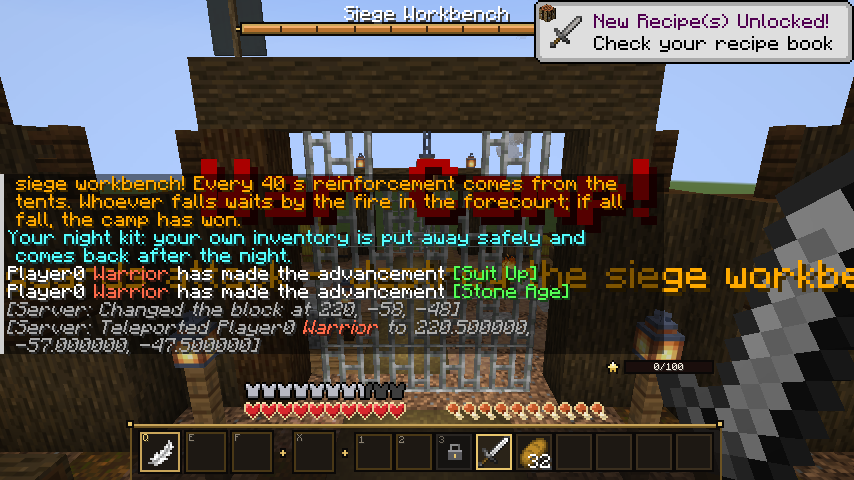 Siege Workbench
New Recipe(s) Unlocked!
Check your recipe book
siege workbench! Every 40 s reinforcement comes from the
tents. Whoever falls waits by the fire in the forecourt; if all
fall, the camp has won.
Your night kit: your own inventory is put away safely and
comes back after the night.
Player0 Warrior has made the advancement [Suit Up]
Player0 Warrior has made the advancement [Stone Age]
[Server: Changed the block at 220, -58, -48]
[Server: Teleported Player0 Warrior to 220.500000,
-57.000000, -47.500000]
the siege workbe
0/100
Q E F X 1 2 3
32